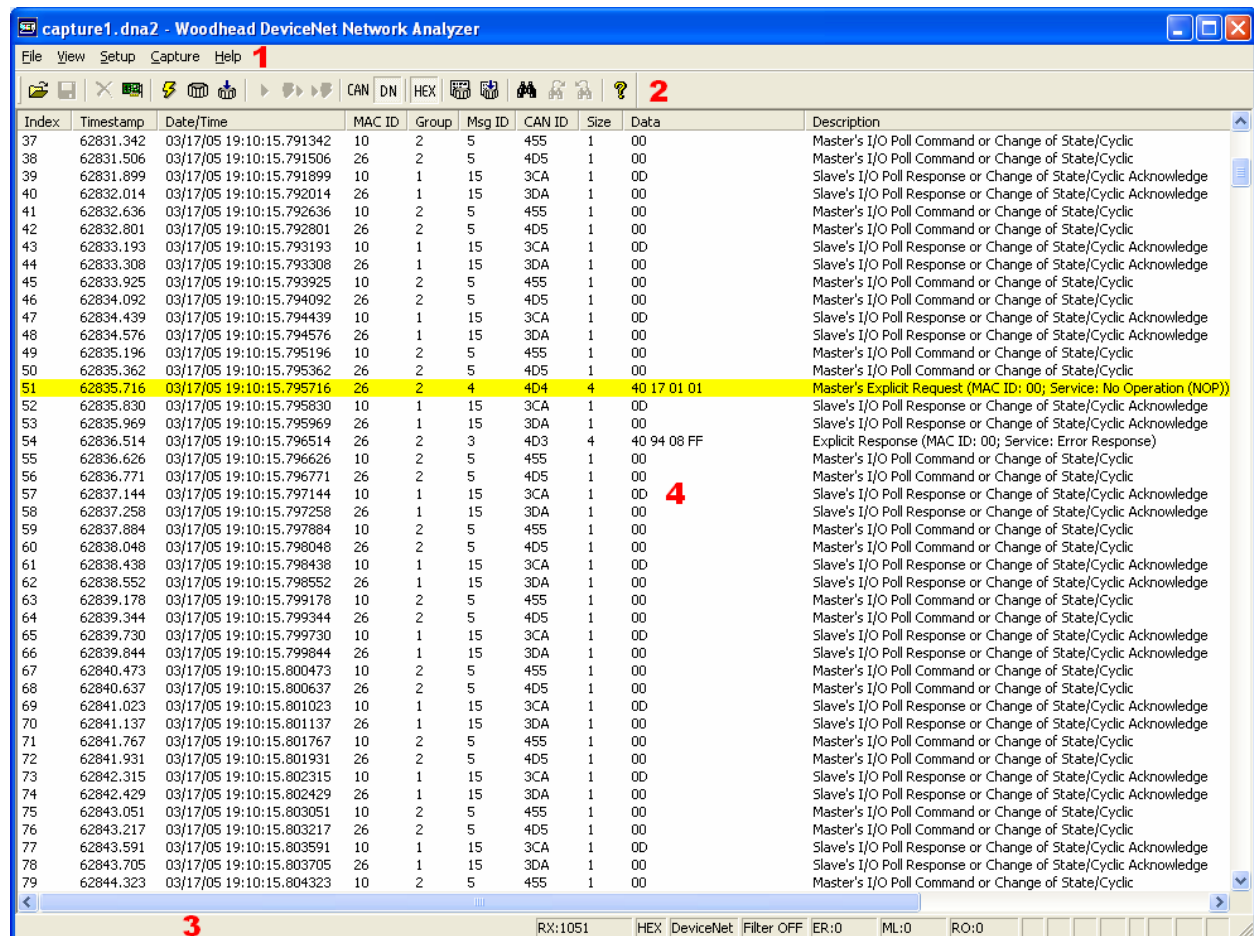 capture1.dna2 - Woodhead DeviceNet Network Analyzer
File View Setup Capture Help 1
CAN DN HEX 2
Index Timestamp Date/Time MAC ID Group Msg ID CAN ID Size Data Description
37 62831.342 03/17/05 19:10:15.791342 10 2 5 455 1 00 Master's I/O Poll Command or Change of State/Cyclic
38 62831.506 03/17/05 19:10:15.791506 26 2 5 4D5 1 00 Master's I/O Poll Command or Change of State/Cyclic
39 62831.899 03/17/05 19:10:15.791899 10 1 15 3CA 1 0D Slave's I/O Poll Response or Change of State/Cyclic Acknowledge
40 62832.014 03/17/05 19:10:15.792014 26 1 15 3DA 1 00 Slave's I/O Poll Response or Change of State/Cyclic Acknowledge
41 62832.636 03/17/05 19:10:15.792636 10 2 5 455 1 00 Master's I/O Poll Command or Change of State/Cyclic
42 62832.801 03/17/05 19:10:15.792801 26 2 5 4D5 1 00 Master's I/O Poll Command or Change of State/Cyclic
43 62833.193 03/17/05 19:10:15.793193 10 1 15 3CA 1 0D Slave's I/O Poll Response or Change of State/Cyclic Acknowledge
44 62833.308 03/17/05 19:10:15.793308 26 1 15 3DA 1 00 Slave's I/O Poll Response or Change of State/Cyclic Acknowledge
45 62833.925 03/17/05 19:10:15.793925 10 2 5 455 1 00 Master's I/O Poll Command or Change of State/Cyclic
46 62834.092 03/17/05 19:10:15.794092 26 2 5 4D5 1 00 Master's I/O Poll Command or Change of State/Cyclic
47 62834.439 03/17/05 19:10:15.794439 10 1 15 3CA 1 0D Slave's I/O Poll Response or Change of State/Cyclic Acknowledge
48 62834.576 03/17/05 19:10:15.794576 26 1 15 3DA 1 00 Slave's I/O Poll Response or Change of State/Cyclic Acknowledge
49 62835.196 03/17/05 19:10:15.795196 10 2 5 455 1 00 Master's I/O Poll Command or Change of State/Cyclic
50 62835.362 03/17/05 19:10:15.795362 26 2 5 4D5 1 00 Master's I/O Poll Command or Change of State/Cyclic
51 62835.716 03/17/05 19:10:15.795716 26 2 4 4D4 4 40 17 01 01 Master's Explicit Request (MAC ID: 00; Service: No Operation (NOP))
52 62835.830 03/17/05 19:10:15.795830 10 1 15 3CA 1 0D Slave's I/O Poll Response or Change of State/Cyclic Acknowledge
53 62835.969 03/17/05 19:10:15.795969 26 1 15 3DA 1 00 Slave's I/O Poll Response or Change of State/Cyclic Acknowledge
54 62836.514 03/17/05 19:10:15.796514 26 2 3 4D3 4 40 94 08 FF Explicit Response (MAC ID: 00; Service: Error Response)
55 62836.626 03/17/05 19:10:15.796626 10 2 5 455 1 00 Master's I/O Poll Command or Change of State/Cyclic
56 62836.771 03/17/05 19:10:15.796771 26 2 5 4D5 1 00 Master's I/O Poll Command or Change of State/Cyclic
57 62837.144 03/17/05 19:10:15.797144 10 1 15 3CA 1 0D 4 Slave's I/O Poll Response or Change of State/Cyclic Acknowledge
58 62837.258 03/17/05 19:10:15.797258 26 1 15 3DA 1 00 Slave's I/O Poll Response or Change of State/Cyclic Acknowledge
59 62837.884 03/17/05 19:10:15.797884 10 2 5 455 1 00 Master's I/O Poll Command or Change of State/Cyclic
60 62838.048 03/17/05 19:10:15.798048 26 2 5 4D5 1 00 Master's I/O Poll Command or Change of State/Cyclic
61 62838.438 03/17/05 19:10:15.798438 10 1 15 3CA 1 0D Slave's I/O Poll Response or Change of State/Cyclic Acknowledge
62 62838.552 03/17/05 19:10:15.798552 26 1 15 3DA 1 00 Slave's I/O Poll Response or Change of State/Cyclic Acknowledge
63 62839.178 03/17/05 19:10:15.799178 10 2 5 455 1 00 Master's I/O Poll Command or Change of State/Cyclic
64 62839.344 03/17/05 19:10:15.799344 26 2 5 4D5 1 00 Master's I/O Poll Command or Change of State/Cyclic
65 62839.730 03/17/05 19:10:15.799730 10 1 15 3CA 1 0D Slave's I/O Poll Response or Change of State/Cyclic Acknowledge
66 62839.844 03/17/05 19:10:15.799844 26 1 15 3DA 1 00 Slave's I/O Poll Response or Change of State/Cyclic Acknowledge
67 62840.473 03/17/05 19:10:15.800473 10 2 5 455 1 00 Master's I/O Poll Command or Change of State/Cyclic
68 62840.637 03/17/05 19:10:15.800637 26 2 5 4D5 1 00 Master's I/O Poll Command or Change of State/Cyclic
69 62841.023 03/17/05 19:10:15.801023 10 1 15 3CA 1 0D Slave's I/O Poll Response or Change of State/Cyclic Acknowledge
70 62841.137 03/17/05 19:10:15.801137 26 1 15 3DA 1 00 Slave's I/O Poll Response or Change of State/Cyclic Acknowledge
71 62841.767 03/17/05 19:10:15.801767 10 2 5 455 1 00 Master's I/O Poll Command or Change of State/Cyclic
72 62841.931 03/17/05 19:10:15.801931 26 2 5 4D5 1 00 Master's I/O Poll Command or Change of State/Cyclic
73 62842.315 03/17/05 19:10:15.802315 10 1 15 3CA 1 0D Slave's I/O Poll Response or Change of State/Cyclic Acknowledge
74 62842.429 03/17/05 19:10:15.802429 26 1 15 3DA 1 00 Slave's I/O Poll Response or Change of State/Cyclic Acknowledge
75 62843.051 03/17/05 19:10:15.803051 10 2 5 455 1 00 Master's I/O Poll Command or Change of State/Cyclic
76 62843.217 03/17/05 19:10:15.803217 26 2 5 4D5 1 00 Master's I/O Poll Command or Change of State/Cyclic
77 62843.591 03/17/05 19:10:15.803591 10 1 15 3CA 1 0D Slave's I/O Poll Response or Change of State/Cyclic Acknowledge
78 62843.705 03/17/05 19:10:15.803705 26 1 15 3DA 1 00 Slave's I/O Poll Response or Change of State/Cyclic Acknowledge
79 62844.323 03/17/05 19:10:15.804323 10 2 5 455 1 00 Master's I/O Poll Command or Change of State/Cyclic
3 RX:1051 HEX DeviceNet Filter OFF ER:0 ML:0 RO:0